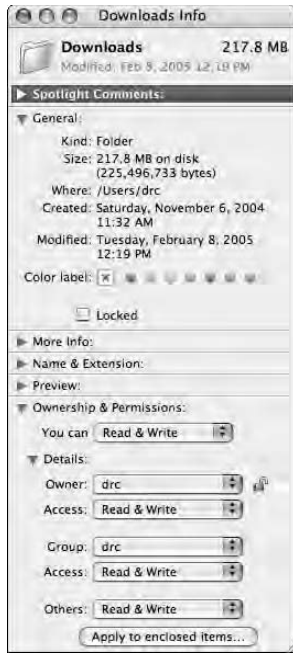 Downloads Info
Downloads 217.8 MB
Modified: Feb 8, 2005 12:19 PM
Spotlight Comments:
General:
Kind: Folder
Size: 217.8 MB on disk
(225,496,733 bytes)
Where: /Users/drc
Created: Saturday, November 6, 2004
11:32 AM
Modified: Tuesday, February 8, 2005
12:19 PM
Color label:
Locked
More Info:
Name & Extension:
Preview:
Ownership & Permissions:
You can Read & Write
Details:
Owner: drc
Access: Read & Write
Group: drc
Access: Read & Write
Others: Read & Write
Apply to enclosed items...